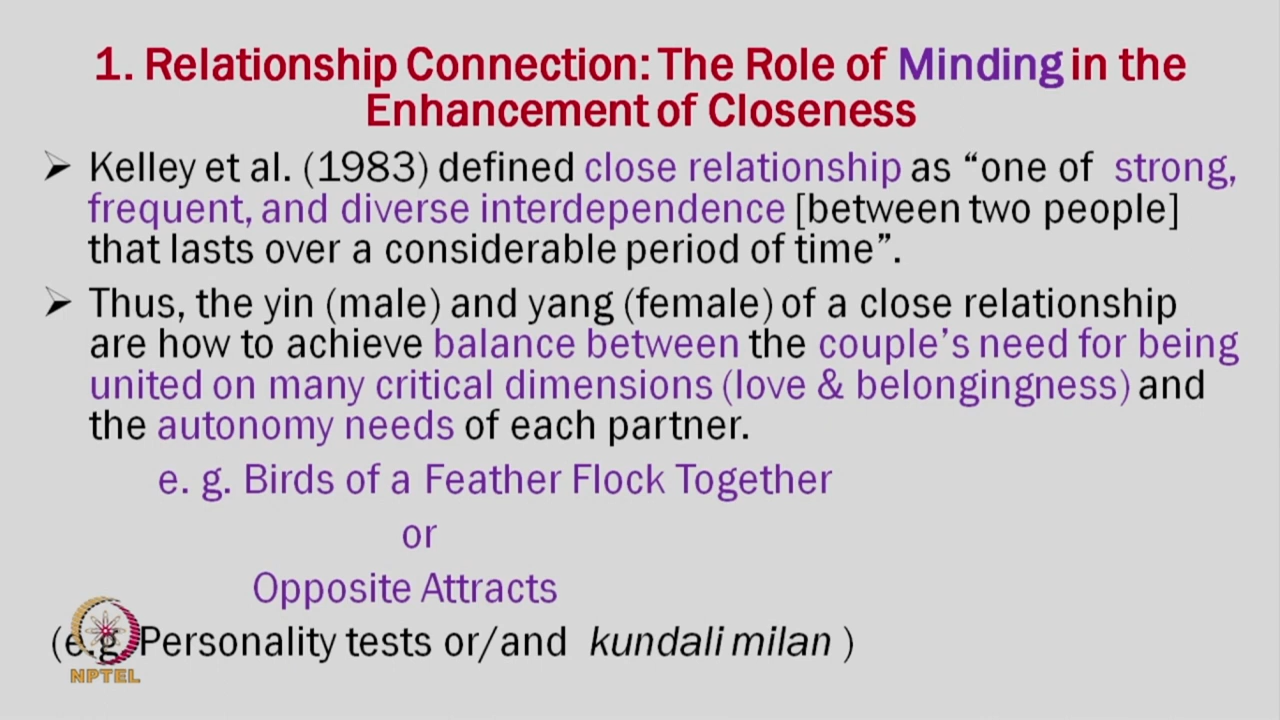 1. Relationship Connection: The Role of Minding in the
Enhancement of Closeness
➢ Kelley et al. (1983) defined close relationship as “one of strong,
frequent, and diverse interdependence [between two people]
that lasts over a considerable period of time”.
➢ Thus, the yin (male) and yang (female) of a close relationship
are how to achieve balance between the couple’s need for being
united on many critical dimensions (love & belongingness) and
the autonomy needs of each partner.
e. g. Birds of a Feather Flock Together
or
Opposite Attracts
(e.g. Personality tests or/and kundali milan )
NPTEL